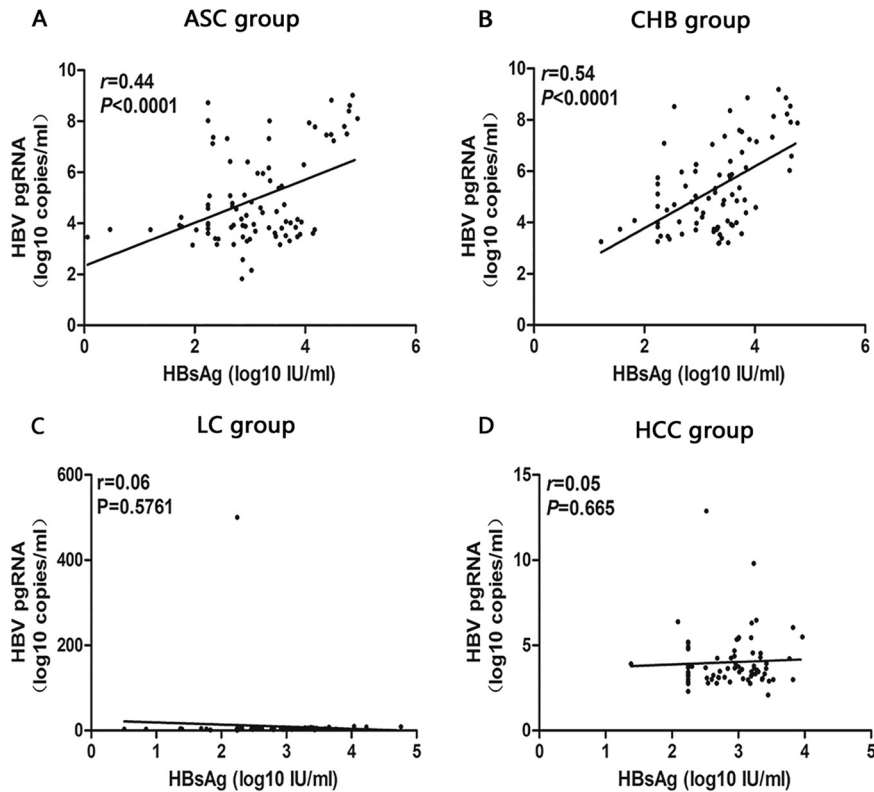 A
ASC group
r=0.44
P<0.0001
10
8
6
4
2
0
HBV pgRNA
(log10 copies/ml)
0
2
4
6
HBsAg (log10 IU/ml)
B
CHB group
r=0.54
P<0.0001
10
8
6
4
2
0
HBV pgRNA
(log10 copies/ml)
0
2
4
6
HBsAg (log10 IU/ml)
C
LC group
r=0.06
P=0.5761
600
400
200
0
HBV pgRNA
(log10 copies/ml)
0
1
2
3
4
5
HBsAg (log10 IU/ml)
D
HCC group
r=0.05
P=0.665
15
10
5
0
HBV pgRNA
(log10 copies/ml)
0
1
2
3
4
5
HBsAg (log10 IU/ml)